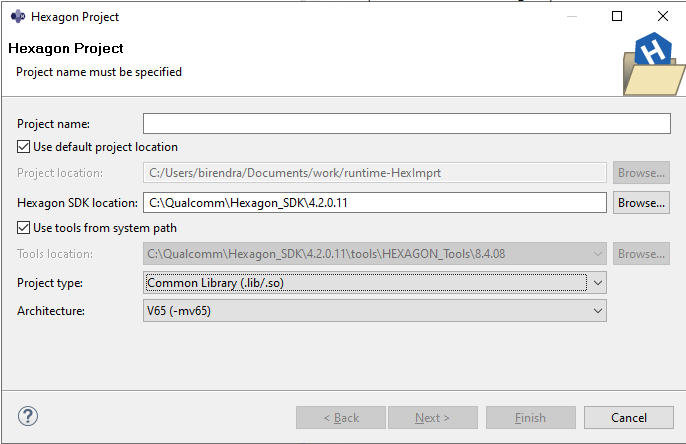 Hexagon Project
Hexagon Project
Project name must be specified
H
Project name:
Use default project location
Project location: C:/Users/birendra/Documents/work/runtime-HexImprt Browse...
Hexagon SDK location: C:\Qualcomm\Hexagon_SDK\4.2.0.11 Browse...
Use tools from system path
Tools location: C:\Qualcomm\Hexagon_SDK\4.2.0.11\tools\HEXAGON_Tools\8.4.08 Browse...
Project type: Common Library (.lib/.so)
Architecture: V65 (-mv65)
? < Back Next > Finish Cancel